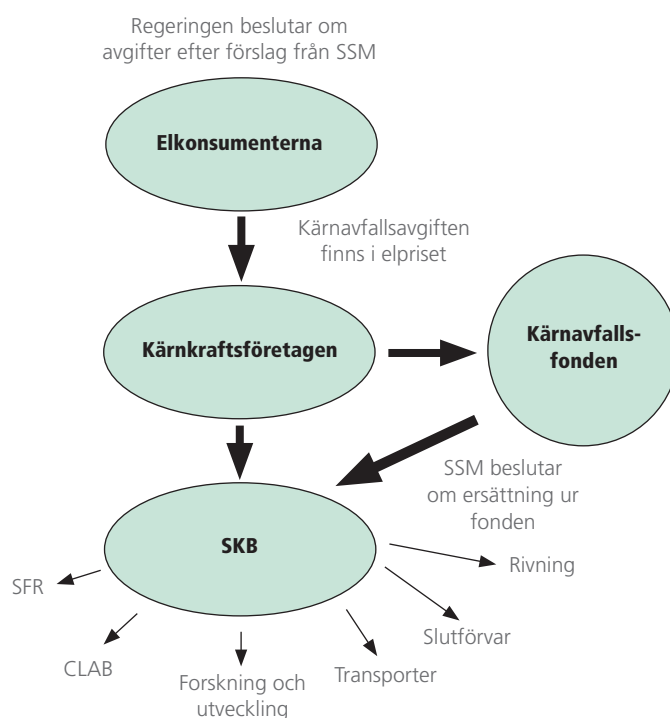 Regeringen beslutar om
avgifter efter förslag från SSM
Elkonsumenterna
Kärnavfallsavgiften
finns i elpriset
Kärnkraftsföretagen
Kärnavfalls-
fonden
SSM beslutar
om ersättning ur
fonden
SKB
Rivning
SFR
Slutförvar
CLAB
Transporter
Forskning och
utveckling